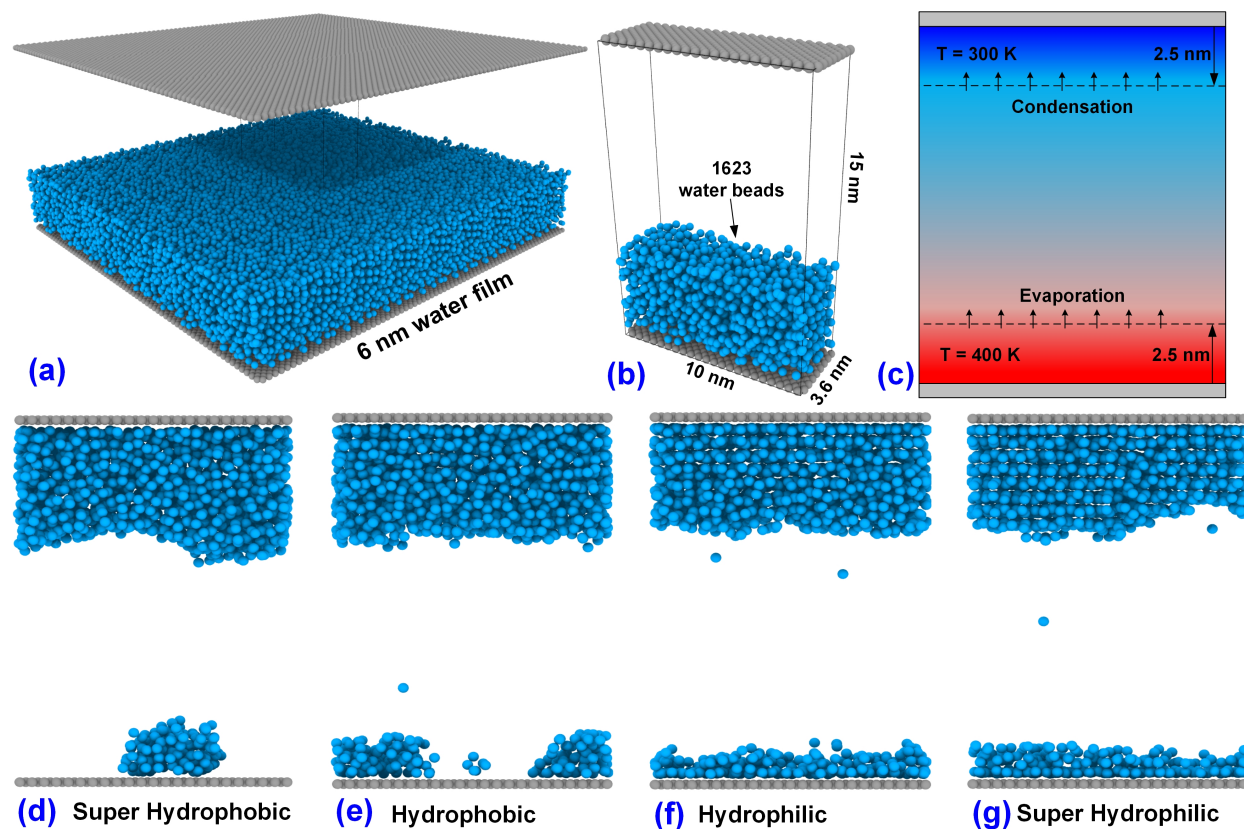 (a)
6 nm water film
(b)
1623
water beads
15 nm
10 nm
3.6 nm
(c)
T = 300 K
2.5 nm
Condensation
Evaporation
T = 400 K
2.5 nm
(d) Super Hydrophobic
(e) Hydrophobic
(f) Hydrophilic
(g) Super Hydrophilic